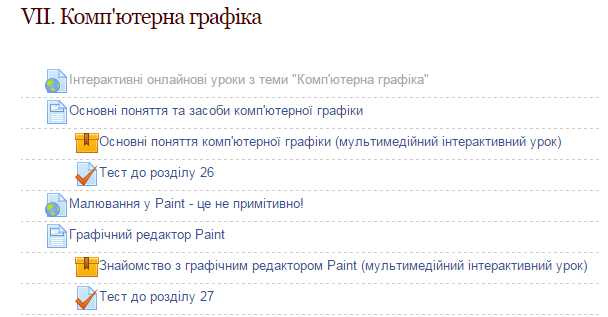 VII. Комп'ютерна графіка
Інтерактивні онлайнові уроки з теми "Комп'ютерна графіка"
Основні поняття та засоби комп'ютерної графіки
Основні поняття комп'ютерної графіки (мультимедійний інтерактивний урок)
Тест до розділу 26
Малювання у Paint - це не примітивно!
Графічний редактор Paint
Знайомство з графічним редактором Paint (мультимедійний інтерактивний урок)
Тест до розділу 27